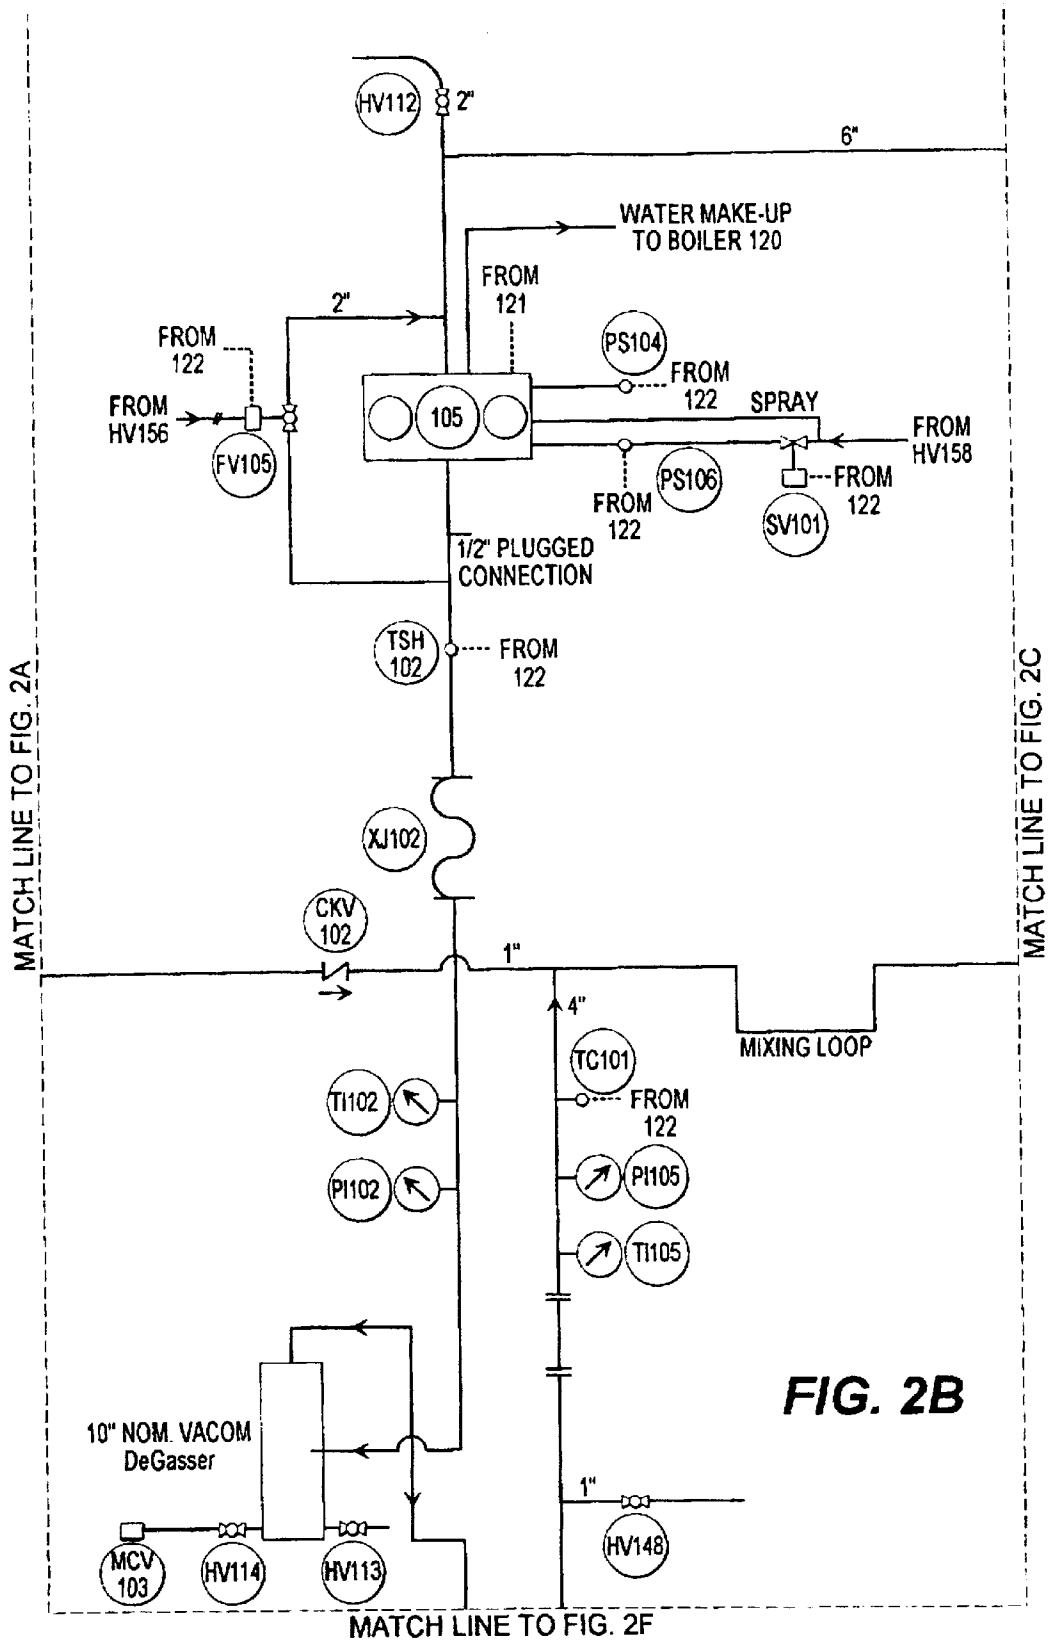 HV112
2"
6"
WATER MAKE-UP
TO BOILER 120
FROM
121
2"
FROM
122
PS104
FROM
122
FROM
HV156
105
SPRAY
FROM
HV158
FV105
PS106
FROM
122
FROM
122
SV101
1/2" PLUGGED
CONNECTION
TSH
102
FROM
122
MATCH LINE TO FIG. 2A
MATCH LINE TO FIG. 2C
XJ102
CKV
102
1"
4"
MIXING LOOP
TC101
FROM
122
TI102
PI102
PI105
TI105
FIG. 2B
10" NOM. VACOM
DeGasser
1"
HV148
MCV
103
HV114
HV113
MATCH LINE TO FIG. 2F